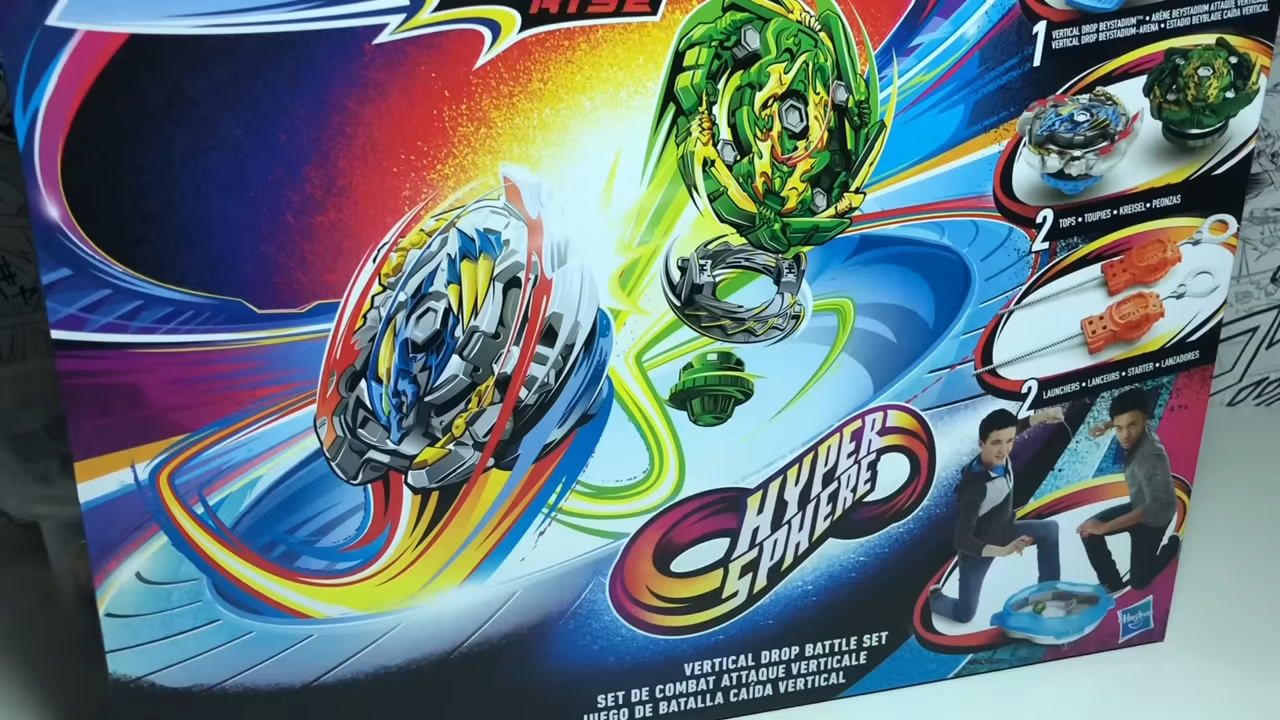 RISE
1
VERTICAL DROP BEYSTADIUM™ • ARÈNE BEYSTADIUM ATTAQUE
VERTICAL DROP BEYSTADIUM-ARENA • ESTADIO BEYBLADE CAÍDA VERTICAL
2 TOPS • TOUPIES • KREISEL • PEONZAS
2 LAUNCHERS • LANCEURS • STARTER • LANZADORES
HYPER
SPHERE
Hasbro
VERTICAL DROP BATTLE SET
SET DE COMBAT ATTAQUE VERTICALE
JUEGO DE BATALLA CAÍDA VERTICAL